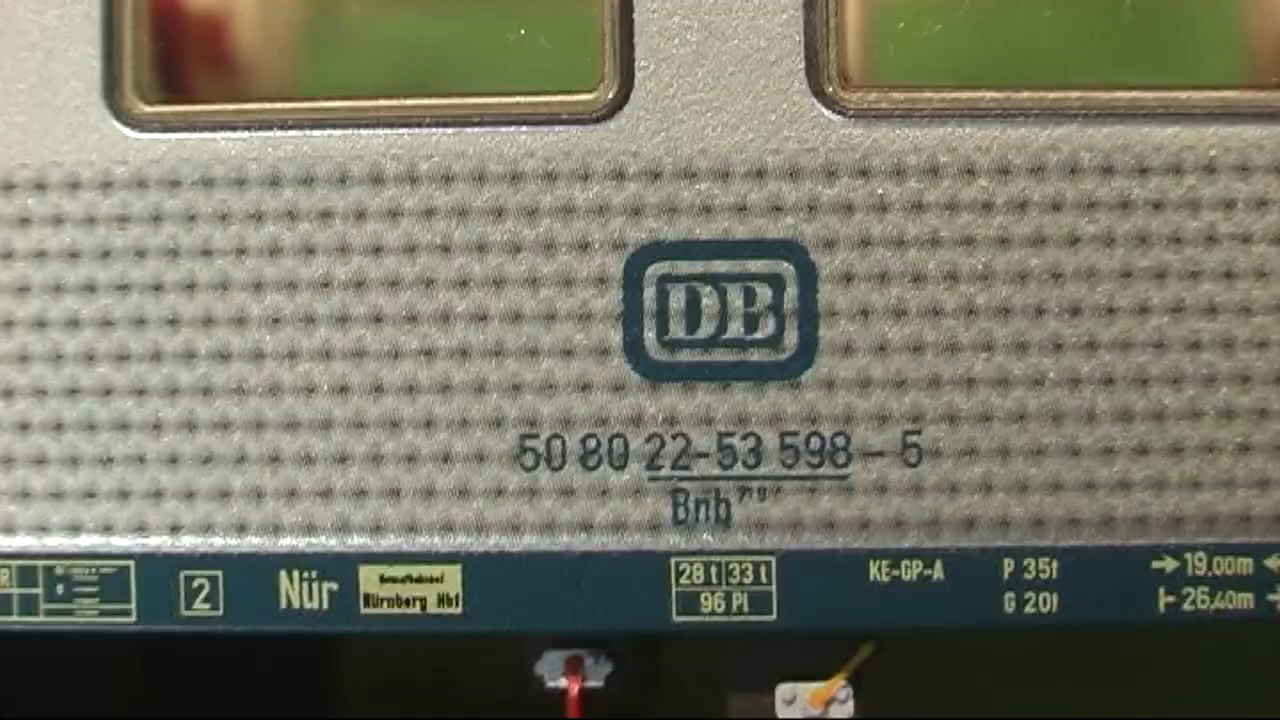 DB
50 80 22-53 598 - 5
Bnb
R
2
Nür
Nürnberg Hbf
28 t 33 t
96 Pl
KE-GP-A
P 35t
G 20t
19,00m
26,40m